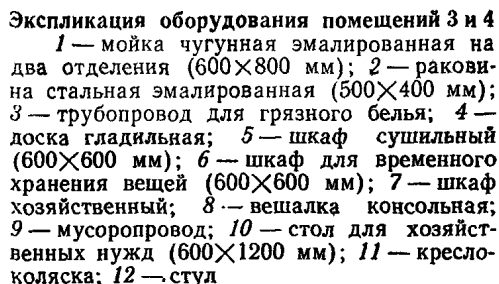 Экспликация оборудования помещений 3 и 4
1 — мойка чугунная эмалированная на
два отделения (600×800 мм); 2 — ракови-
на стальная эмалированная (500×400 мм);
3 — трубопровод для грязного белья; 4 —
доска гладильная; 5 — шкаф сушильный
(600×600 мм); 6 — шкаф для временного
хранения вещей (600×600 мм); 7 — шкаф
хозяйственный; 8 - вешалка консольная;
9 — мусоропровод; 10 — стол для хозяйст-
венных нужд (600×1200 мм); 11 — кресло-
коляска; 12 — стул